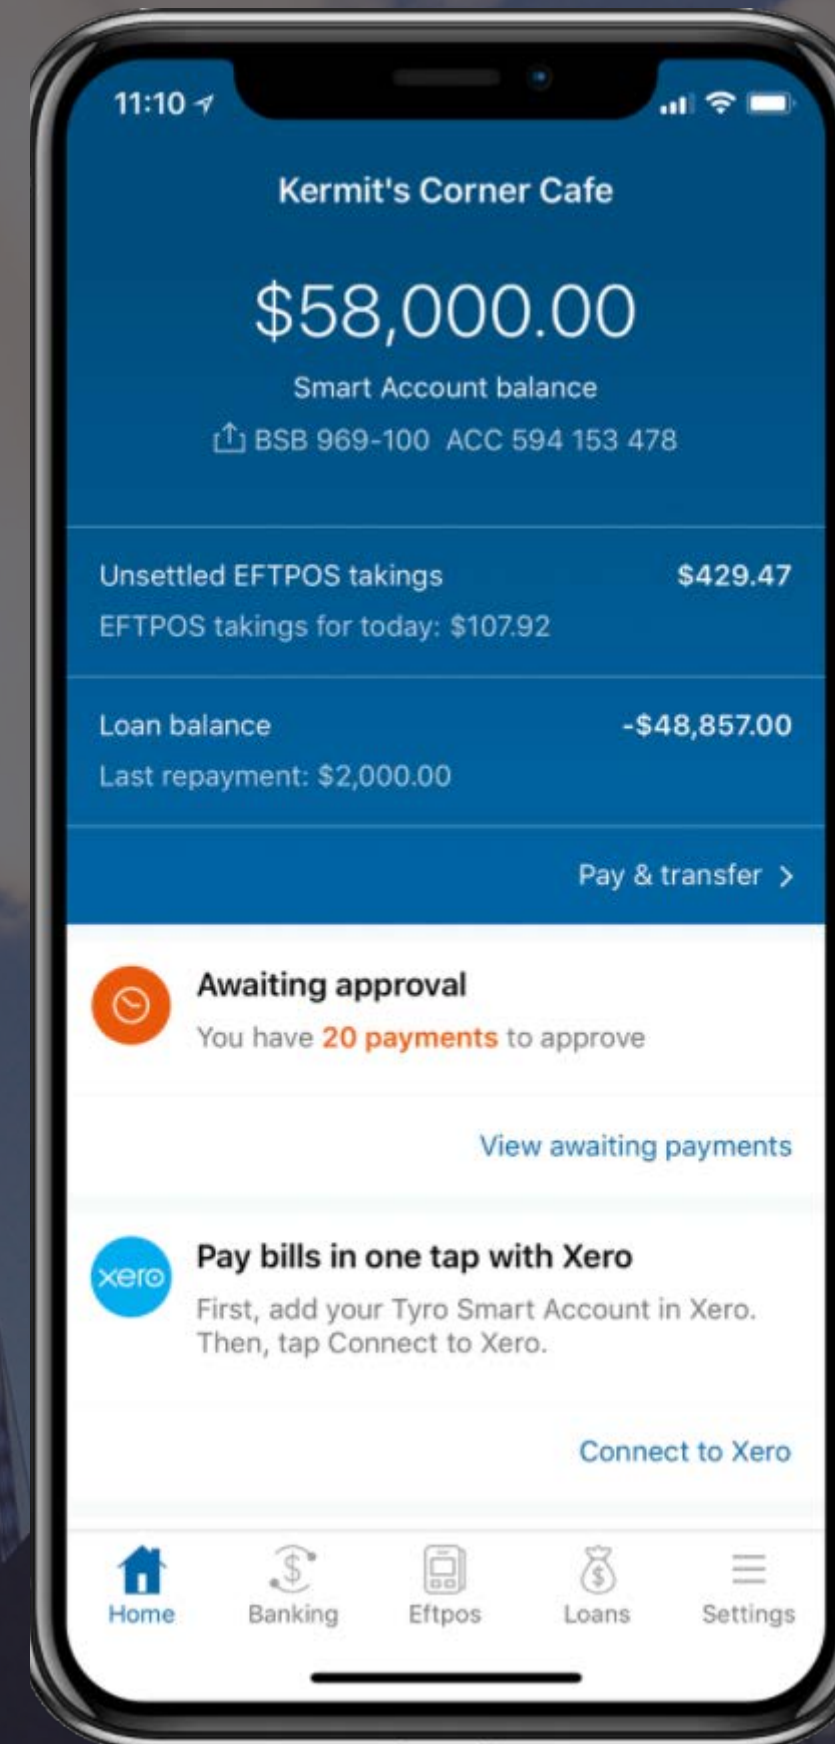 11:10
Kermit's Corner Cafe
$58,000.00
Smart Account balance
BSB 969-100 ACC 594 153 478
Unsettled EFTPOS takings $429.47
EFTPOS takings for today: $107.92
Loan balance -$48,857.00
Last repayment: $2,000.00
Pay & transfer >
Awaiting approval
You have 20 payments to approve
View awaiting payments
xero
Pay bills in one tap with Xero
First, add your Tyro Smart Account in Xero.
Then, tap Connect to Xero.
Connect to Xero
Home Banking Eftpos Loans Settings